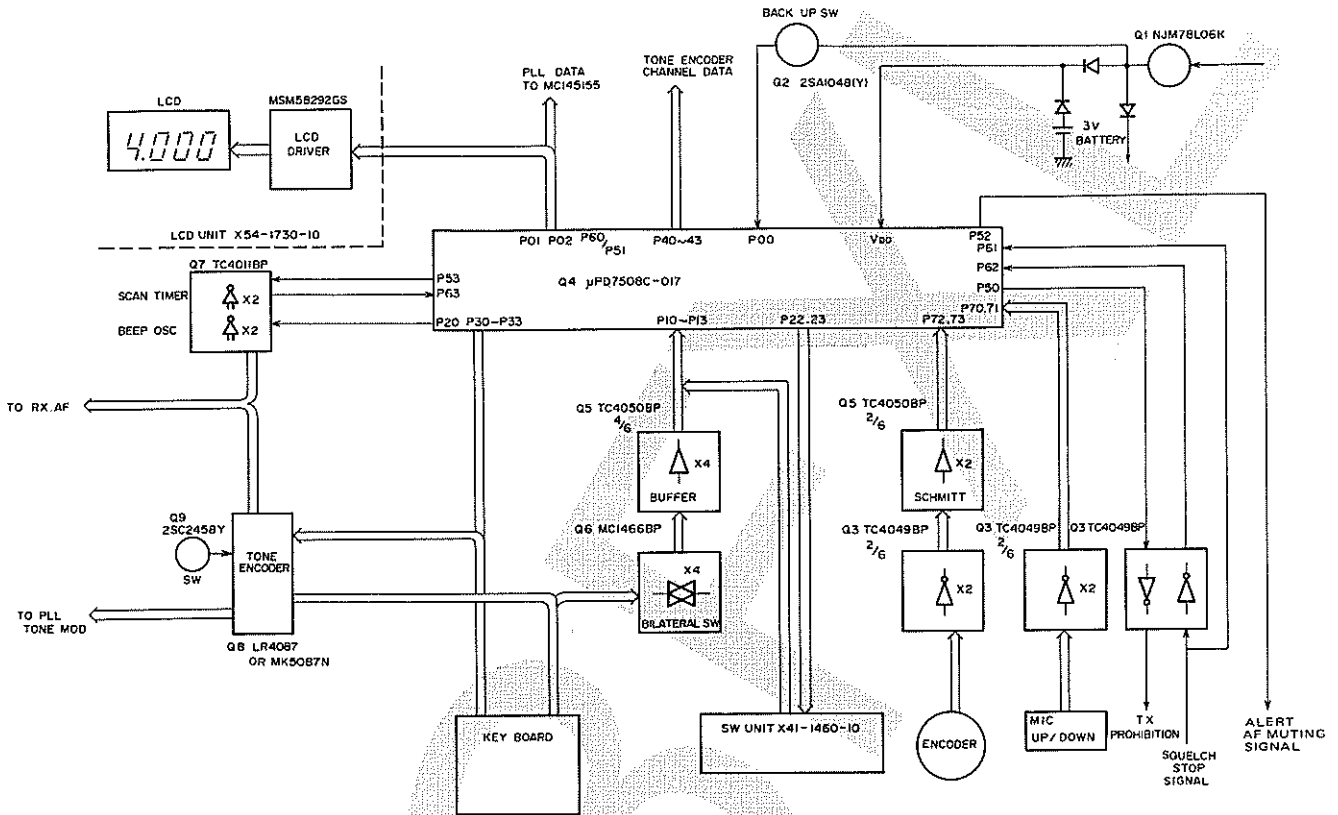 BACK UP SW
Q1 NJM78L06K
PLL DATA
TO MC145155
TONE ENCODER
CHANNEL DATA
Q2 2SA1048(Y)
LCD
MSM58292GS
4.000
LCD
DRIVER
3V
BATTERY
LCD UNIT X54-1730-10
P01 P02 P60/P51
P40~43
P00
VDD
P52
P61
Q4 μPD7508C-017
P62
P50
P70,71
P53
P63
P20 P30-P33
P10~P13
P22.23
P72.73
Q7 TC4011BP
SCAN TIMER
X2
BEEP OSC
X2
TO RX.AF
Q5 TC4050BP
4/6
X4
BUFFER
Q5 TC4050BP
2/6
X2
SCHMITT
Q9
2SC2458Y
SW
TONE
ENCODER
Q6 MC1466BP
X4
BILATERAL SW
Q3 TC4049BP
2/6
X2
Q3 TC4049BP
2/6
X2
Q3 TC4049BP
TO PLL
TONE MOD
Q8 LR4087
OR MK5087N
KEY BOARD
SW UNIT X41-1460-10
ENCODER
MIC
UP/DOWN
TX
PROHIBITION
SQUELCH
STOP
SIGNAL
ALERT
AF MUTING
SIGNAL